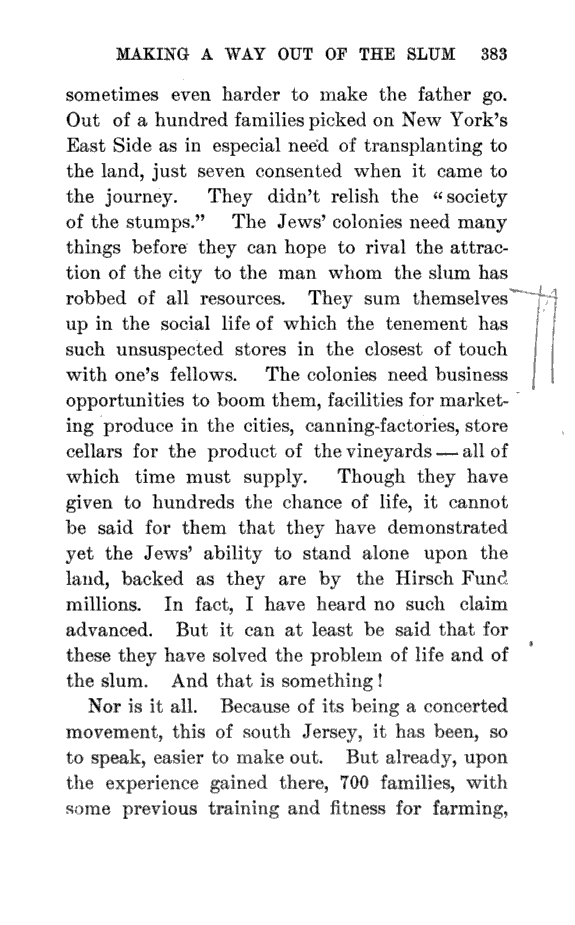 MAKING A WAY OUT OF THE SLUM 383
sometimes even harder to make the father go.
Out of a hundred families picked on New York's
East Side as in especial need of transplanting to
the land, just seven consented when it came to
the journey. They didn't relish the "society
of the stumps." The Jews' colonies need many
things before they can hope to rival the attrac-
tion of the city to the man whom the slum has
robbed of all resources. They sum themselves
up in the social life of which the tenement has
such unsuspected stores in the closest of touch
with one's fellows. The colonies need business
opportunities to boom them, facilities for market-
ing produce in the cities, canning-factories, store
cellars for the product of the vineyards — all of
which time must supply. Though they have
given to hundreds the chance of life, it cannot
be said for them that they have demonstrated
yet the Jews' ability to stand alone upon the
land, backed as they are by the Hirsch Fund
millions. In fact, I have heard no such claim
advanced. But it can at least be said that for
these they have solved the problem of life and of
the slum. And that is something!
Nor is it all. Because of its being a concerted
movement, this of south Jersey, it has been, so
to speak, easier to make out. But already, upon
the experience gained there, 700 families, with
some previous training and fitness for farming,